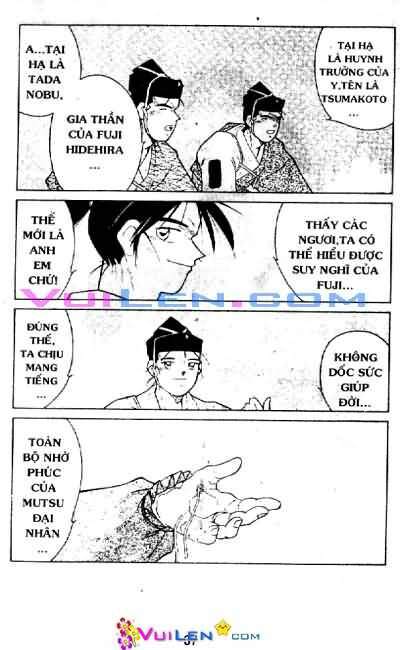 TẠI HẠ
LÀ HUYNH
TRƯỞNG CỦA
Y,TÊN LÀ
TSUMAKOTO
...
A...TẠI
HẠ LÀ
TADA
NOBU.
GIA THẦN
CỦA FUJI
HIDEHIRA
...
THẤY CÁC
NGƯƠI,TA CÓ
THỂ HIỂU ĐƯỢC
SUY NGHĨ CỦA
FUJI...
THẾ
MỚI LÀ
ANH
EM
CHỨ!
VUILEN.COM
KHÔNG
DỐC SỨC
GIÚP
ĐỜI...
ĐÚNG
THẾ,
TA CHỊU
MANG
TIẾNG
...
TOÀN
BỘ NHỜ
PHÚC
CỦA
MUTSU
ĐẠI
NHÂN
...
VUILEN.COM
37